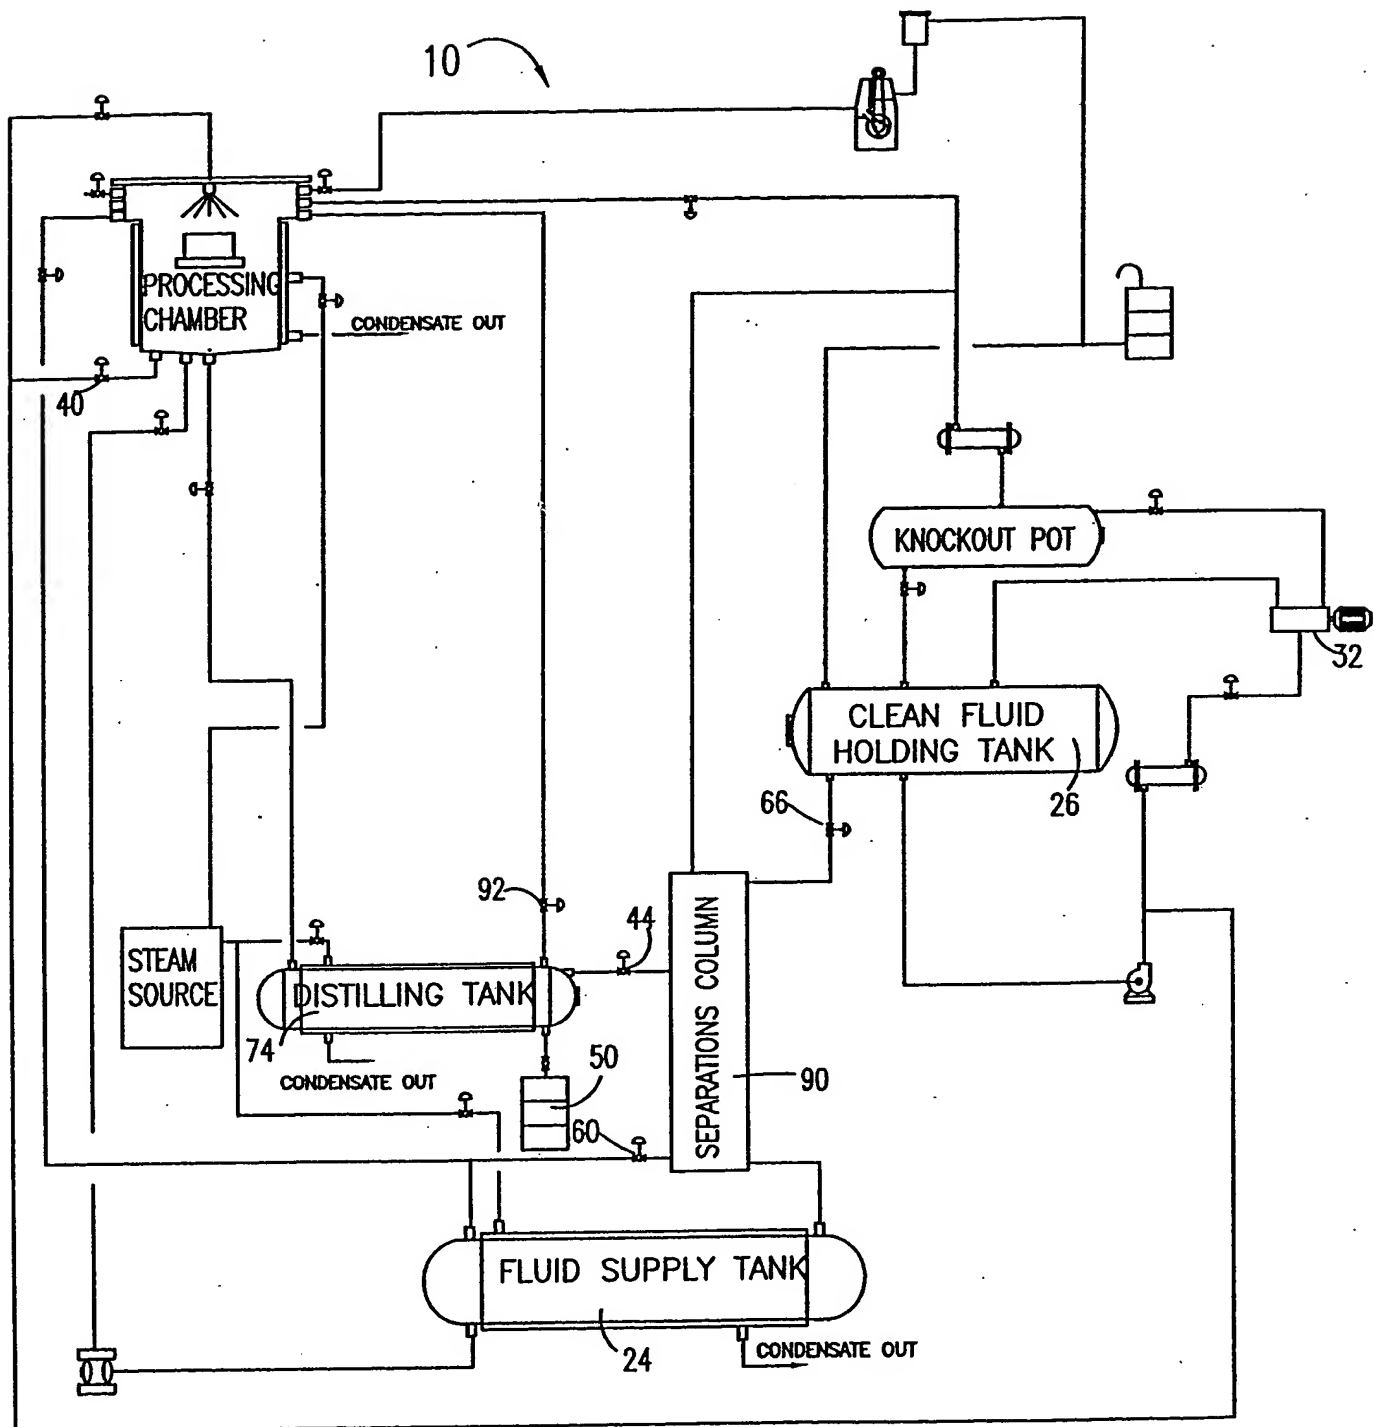 10
PROCESSING
CHAMBER
CONDENSATE OUT
40
KNOCKOUT POT
32
CLEAN FLUID
HOLDING TANK
26
66
92
44
STEAM
SOURCE
DISTILLING TANK
74
CONDENSATE OUT
50
SEPARATIONS COLUMN
90
60
FLUID SUPPLY TANK
24
CONDENSATE OUT